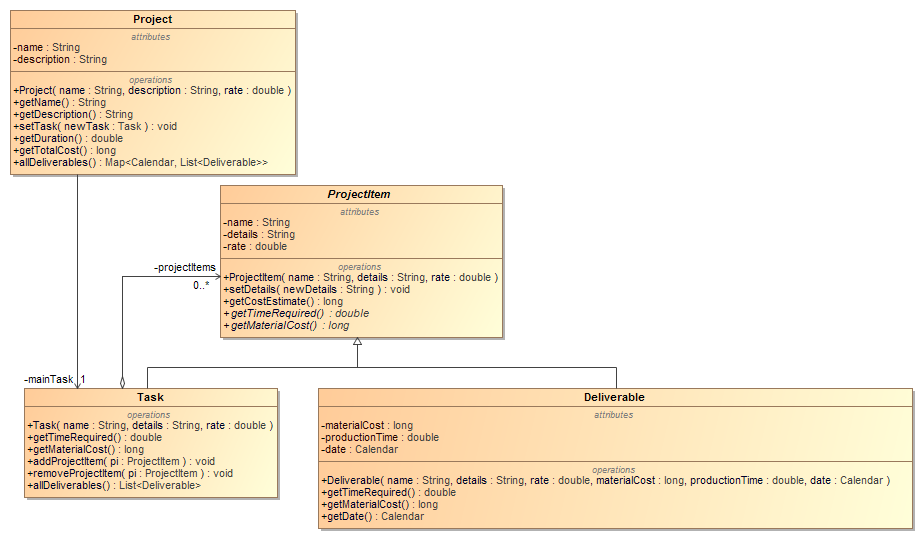 Project
attributes
-name : String
-description : String
operations
+Project( name : String, description : String, rate : double )
+getName() : String
+getDescription() : String
+setTask( newTask : Task ) : void
+getDuration() : double
+getTotalCost() : long
+allDeliverables() : Map<Calendar, List<Deliverable>>
ProjectItem
attributes
-name : String
-details : String
-rate : double
operations
+ProjectItem( name : String, details : String, rate : double )
+setDetails( newDetails : String ) : void
+getCostEstimate() : long
+getTimeRequired() : double
+getMaterialCost() : long
-projectItems
0..*
-mainTask 1
Task
operations
+Task( name : String, details : String, rate : double )
+getTimeRequired() : double
+getMaterialCost() : long
+addProjectItem( pi : ProjectItem ) : void
+removeProjectItem( pi : ProjectItem ) : void
+allDeliverables() : List<Deliverable>
Deliverable
attributes
-materialCost : long
-productionTime : double
-date : Calendar
operations
+Deliverable( name : String, details : String, rate : double, materialCost : long, productionTime : double, date : Calendar )
+getTimeRequired() : double
+getMaterialCost() : long
+getDate() : Calendar